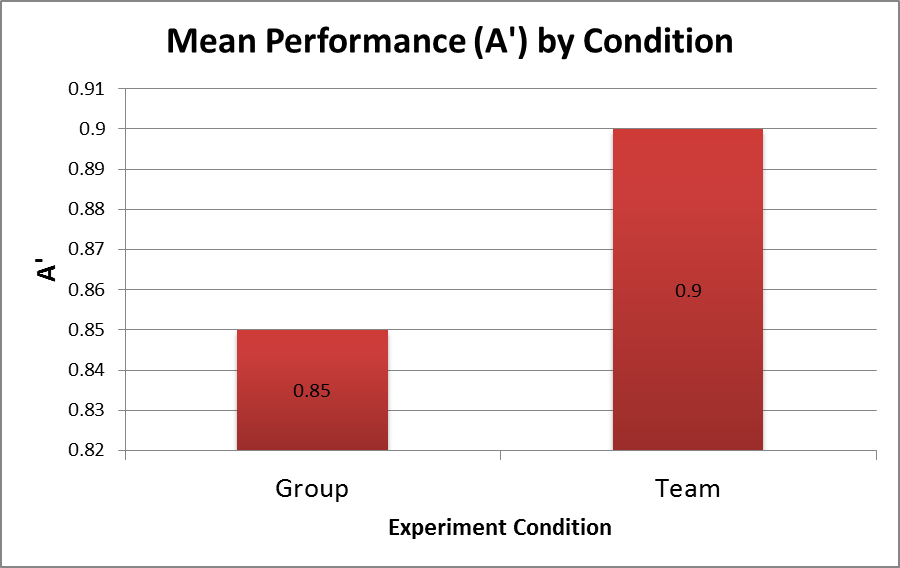 Mean Performance (A') by Condition
0.91
0.9
0.89
0.88
0.87
0.86
0.85
0.84
0.83
0.82
A'
0.85
0.9
Group
Team
Experiment Condition